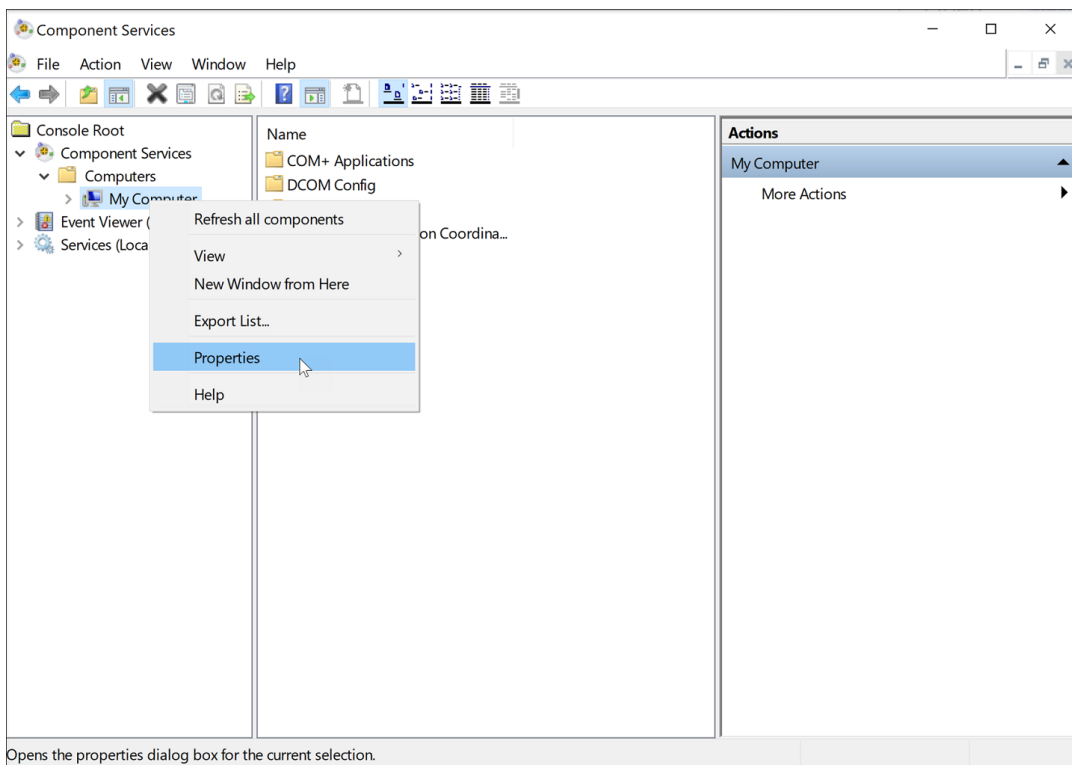 Component Services
File Action View Window Help
Console Root
Component Services
Computers
My Computer
Event Viewer (
Services (Loca
Refresh all components
View
New Window from Here
Export List...
Properties
Help
Name
COM+ Applications
DCOM Config
on Coordina...
Actions
My Computer
More Actions
Opens the properties dialog box for the current selection.